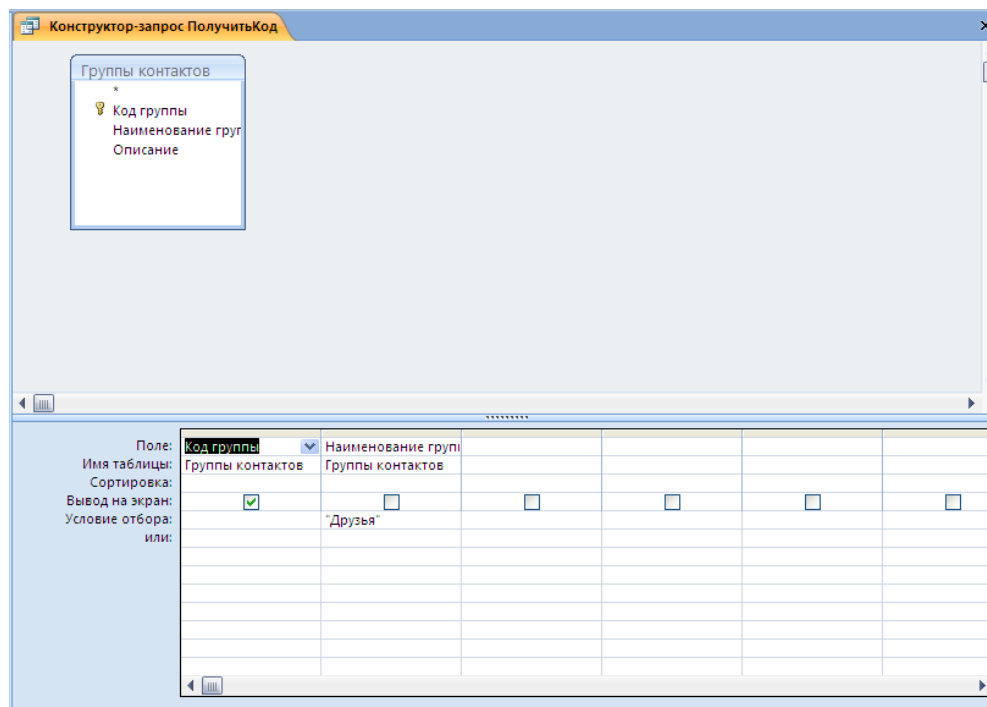 Конструктор-запрос ПолучитьКод
Группы контактов
*
Код группы
Наименование груг
Описание
Поле: Код группы Наименование групп
Имя таблицы: Группы контактов Группы контактов
Сортировка:
Вывод на экран:
Условие отбора: "Друзья"
или: